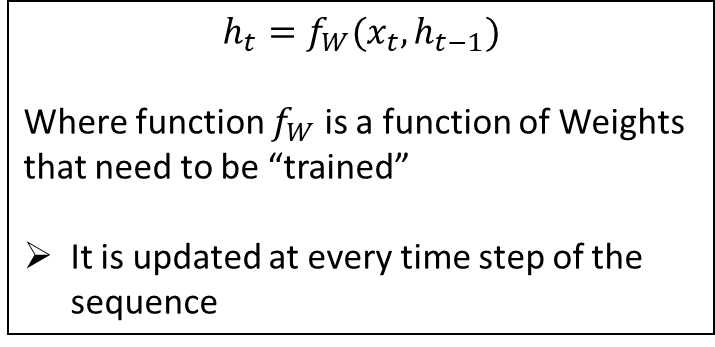 h_t = f_W(x_t, h_{t−1})
Where function f_W is a function of Weights
that need to be “trained”
➢ It is updated at every time step of the
sequence